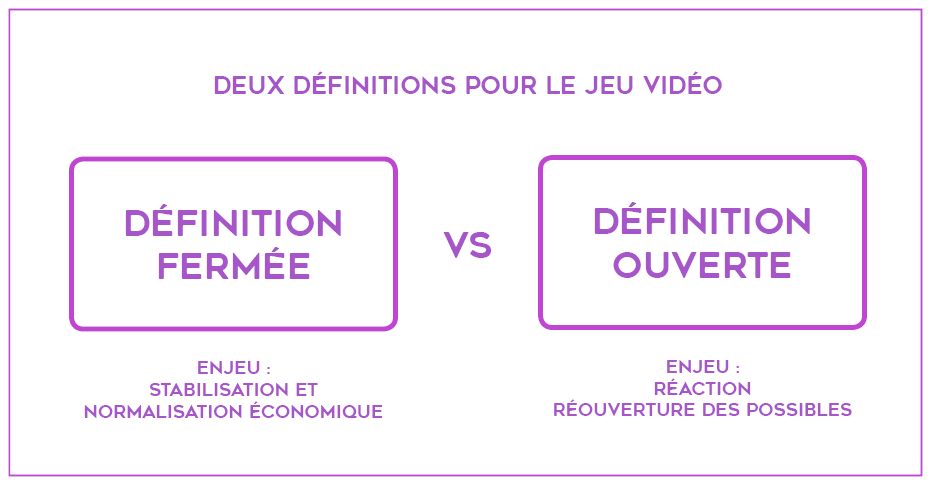 DEUX DÉFINITIONS POUR LE JEU VIDÉO
DÉFINITION
FERMÉE
VS
DÉFINITION
OUVERTE
ENJEU :
STABILISATION ET
NORMALISATION ÉCONOMIQUE
ENJEU :
RÉACTION
RÉOUVERTURE DES POSSIBLES